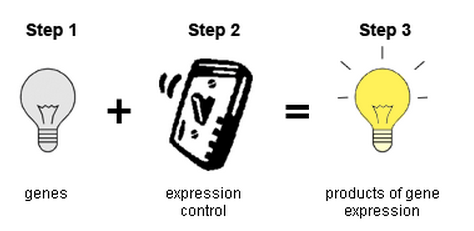 Step 1
Step 2
Step 3
+
=
genes
expression
control
products of gene
expression